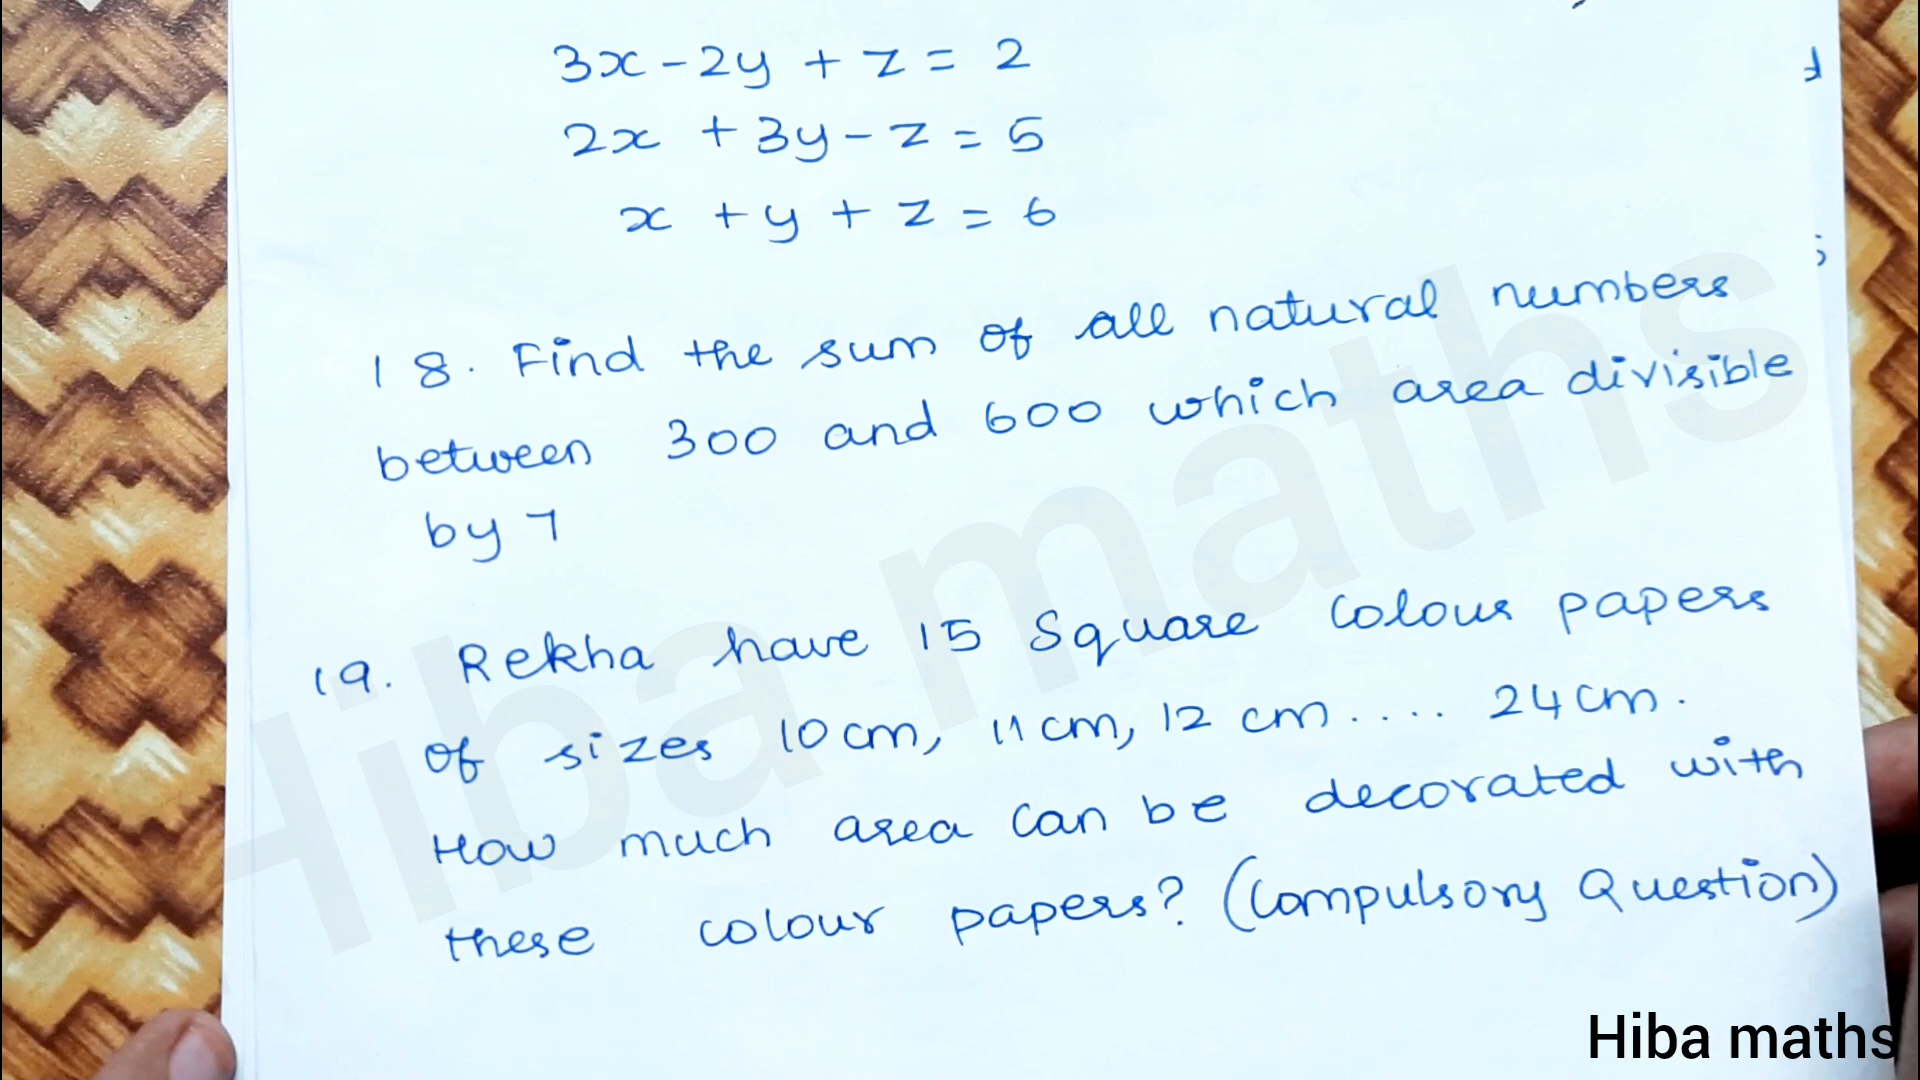 3x - 2y + z = 2
2x + 3y - z = 5
x + y + z = 6
18. Find the sum of all natural numbers
between 300 and 600 which area divisible
by 7
19. Rekha have 15 Square Colour papers
of sizes 10 cm, 11 cm, 12 cm .... 24 cm.
How much area can be decorated with
these colour papers? (Compulsory Question)
Hiba maths
Hiba maths